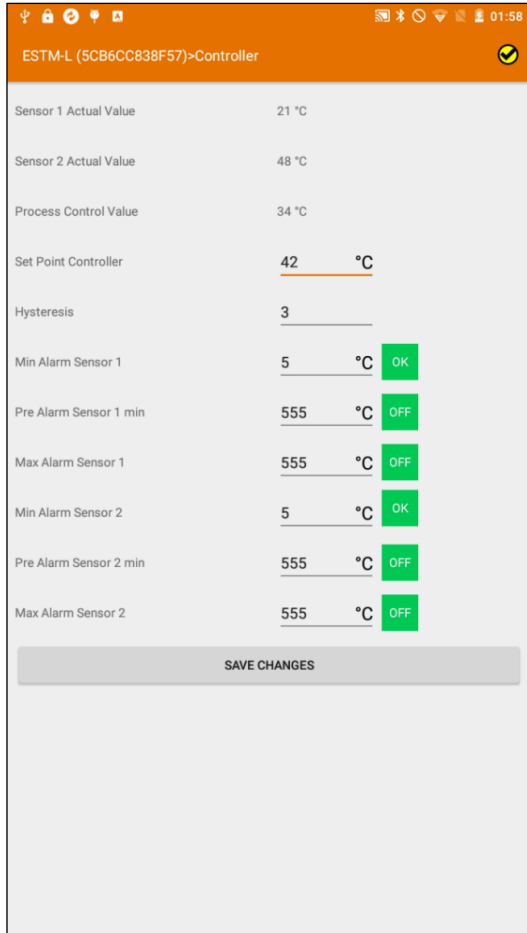 01:58
ESTM-L (5CB6CC838F57)>Controller
Sensor 1 Actual Value 21 °C
Sensor 2 Actual Value 48 °C
Process Control Value 34 °C
Set Point Controller 42 °C
Hysteresis 3
Min Alarm Sensor 1 5 °C OK
Pre Alarm Sensor 1 min 555 °C OFF
Max Alarm Sensor 1 555 °C OFF
Min Alarm Sensor 2 5 °C OK
Pre Alarm Sensor 2 min 555 °C OFF
Max Alarm Sensor 2 555 °C OFF
SAVE CHANGES